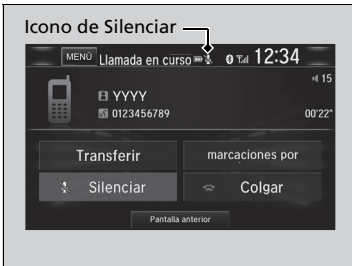 Icono de Silenciar
MENÚ Llamada en curso 12:34
15
YYYY
0123456789 00'22"
Transferir marcaciones por
Silenciar Colgar
Pantalla anterior